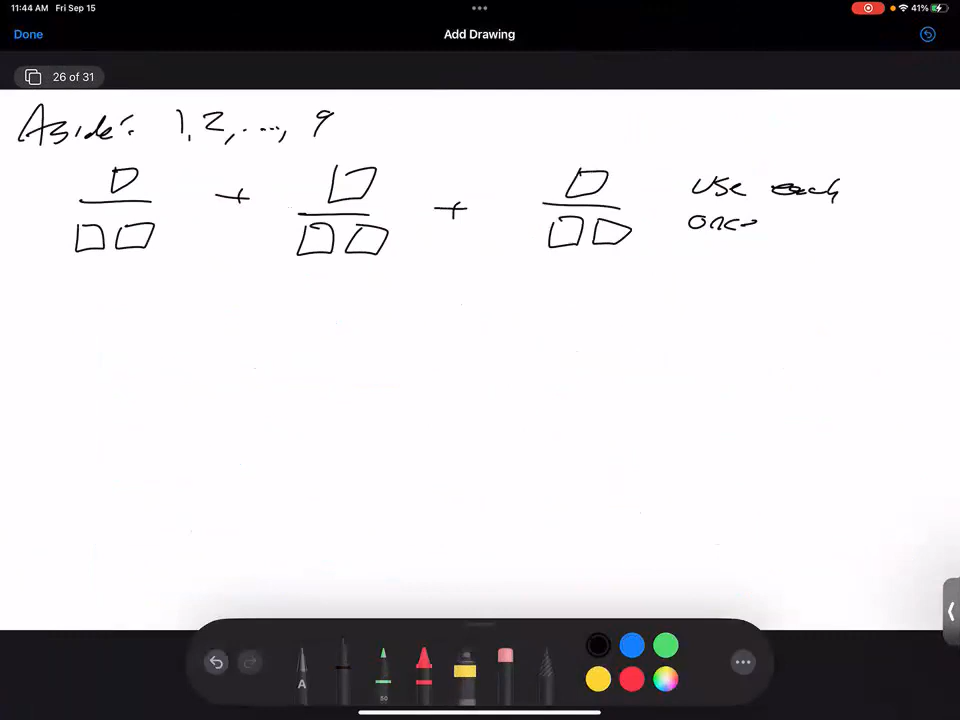 11:44 AM Fri Sep 15
41%
Done
Add Drawing
26 of 31
Aside: 1, 2, ..., 9
□ + □ + □ use each
□□ □□ □□ once
A
50